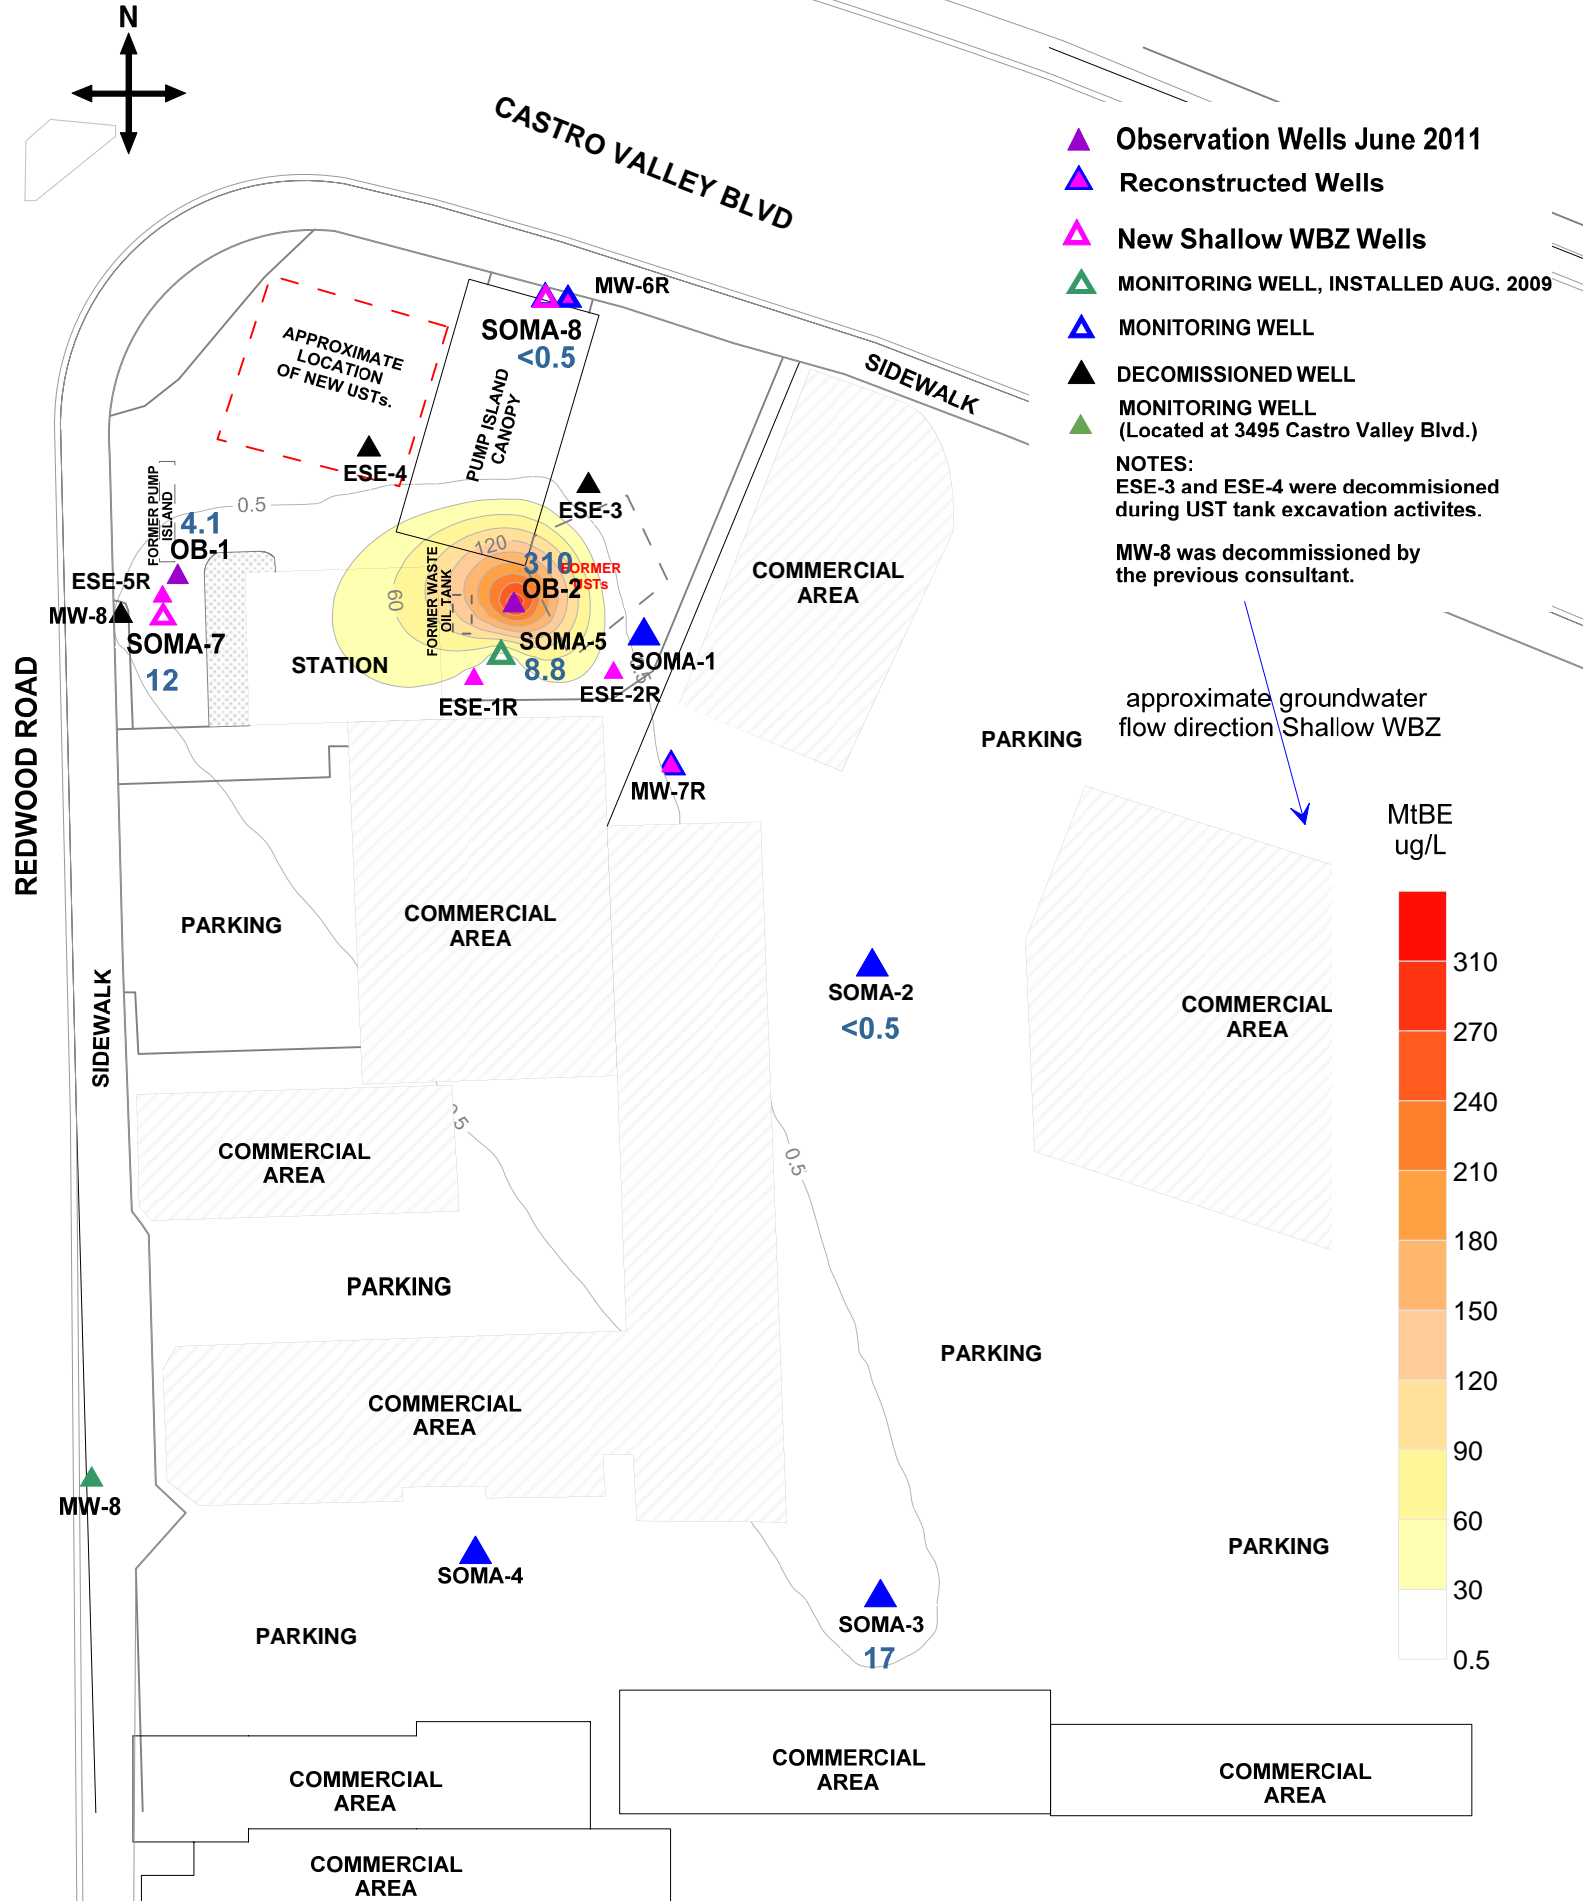 N
CASTRO VALLEY BLVD
Observation Wells June 2011
Reconstructed Wells
New Shallow WBZ Wells
MONITORING WELL, INSTALLED AUG. 2009
MONITORING WELL
DECOMISSIONED WELL
MONITORING WELL
(Located at 3495 Castro Valley Blvd.)
NOTES:
ESE-3 and ESE-4 were decommisioned
during UST tank excavation activites.
MW-8 was decommissioned by
the previous consultant.
approximate groundwater
flow direction Shallow WBZ
MtBE
ug/L
310
270
240
210
180
150
120
90
60
30
0.5
MW-6R
SOMA-8
<0.5
SIDEWALK
APPROXIMATE
LOCATION
OF NEW USTs.
PUMP ISLAND
CANOPY
ESE-4
ESE-3
0.5
FORMER PUMP
ISLAND
4.1
OB-1
ESE-5R
MW-8
SOMA-7
12
120
60
310
OB-2
FORMER
USTs
FORMER WASTE
OIL TANK
STATION
SOMA-5
8.8
SOMA-1
.5
ESE-1R
ESE-2R
MW-7R
COMMERCIAL
AREA
PARKING
REDWOOD ROAD
SIDEWALK
PARKING
COMMERCIAL
AREA
SOMA-2
<0.5
COMMERCIAL
AREA
0.5
COMMERCIAL
AREA
0.5
PARKING
PARKING
COMMERCIAL
AREA
MW-8
SOMA-4
PARKING
SOMA-3
17
PARKING
COMMERCIAL
AREA
COMMERCIAL
AREA
COMMERCIAL
AREA
COMMERCIAL
AREA